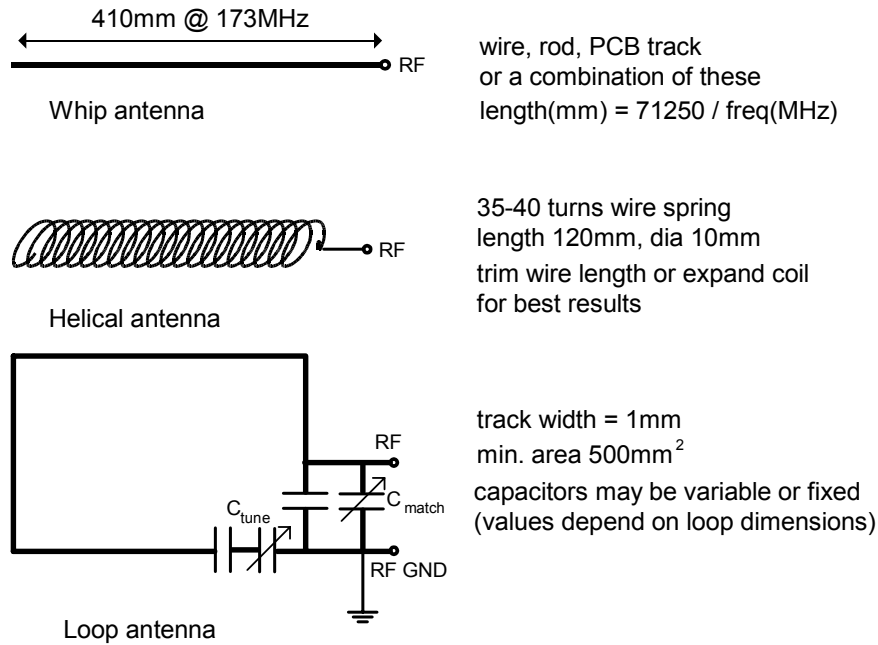 410mm @ 173MHz
RF
Whip antenna
wire, rod, PCB track
or a combination of these
length(mm) = 71250 / freq(MHz)
RF
Helical antenna
35-40 turns wire spring
length 120mm, dia 10mm
trim wire length or expand coil
for best results
RF
C tune
C match
RF GND
Loop antenna
track width = 1mm
min. area 500mm²
capacitors may be variable or fixed
(values depend on loop dimensions)